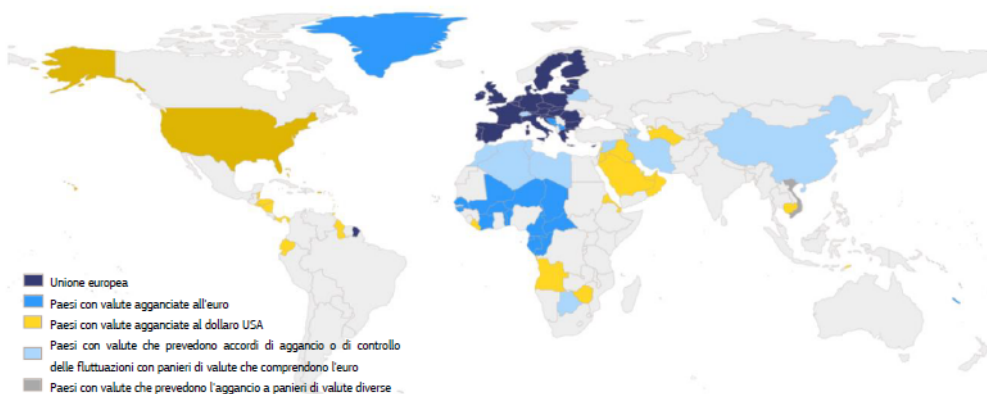 Unione europea
Paesi con valute agganciate all'euro
Paesi con valute agganciate al dollaro USA
Paesi con valute che prevedono accordi di aggancio o di controllo
delle fluttuazioni con panieri di valute che comprendono l'euro
Paesi con valute che prevedono l'aggancio a panieri di valute diverse